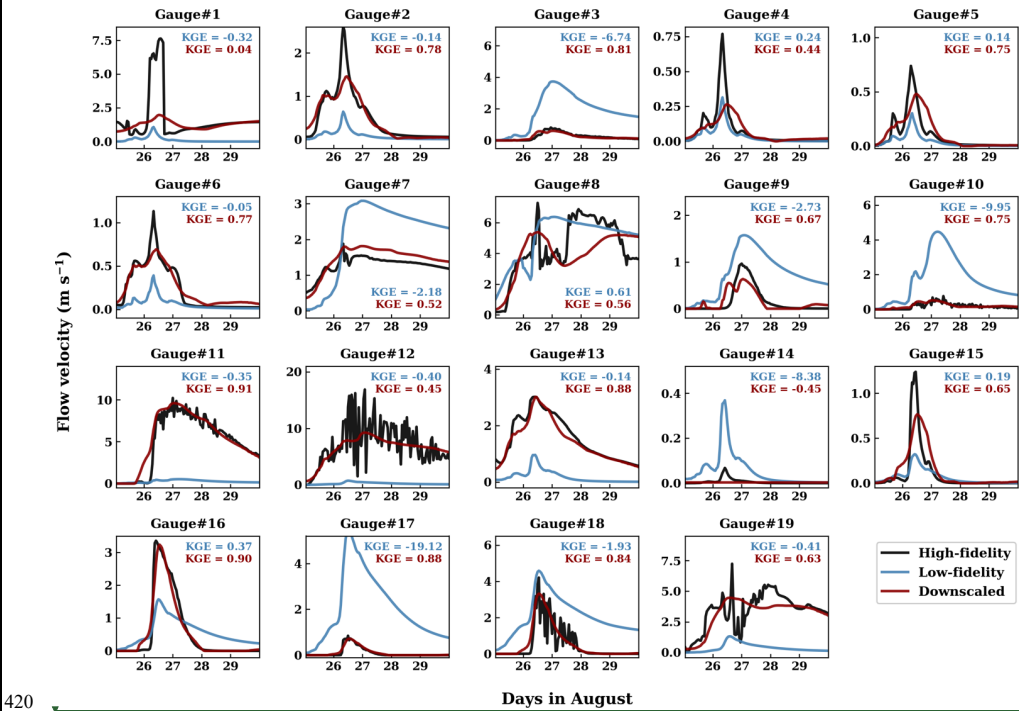 Gauge#1
Gauge#2
Gauge#3
Gauge#4
Gauge#5
KGE = -0.32
KGE = 0.04
KGE = -0.14
KGE = 0.78
KGE = -6.74
KGE = 0.81
KGE = 0.24
KGE = 0.44
KGE = 0.14
KGE = 0.75
7.5
5.0
2.5
0.0
2
1
0
6
4
2
0
0.75
0.50
0.25
0.00
1.0
0.5
0.0
26 27 28 29
26 27 28 29
26 27 28 29
26 27 28 29
26 27 28 29
Gauge#6
Gauge#7
Gauge#8
Gauge#9
Gauge#10
KGE = -0.05
KGE = 0.77
KGE = -2.18
KGE = 0.52
KGE = 0.61
KGE = 0.56
KGE = -2.73
KGE = 0.67
KGE = -9.95
KGE = 0.75
1.0
0.5
0.0
3
2
1
0
6
4
2
0
2
1
0
6
4
2
0
26 27 28 29
26 27 28 29
26 27 28 29
26 27 28 29
26 27 28 29
Flow velocity (m s⁻¹)
Gauge#11
Gauge#12
Gauge#13
Gauge#14
Gauge#15
KGE = -0.35
KGE = 0.91
KGE = -0.40
KGE = 0.45
KGE = -0.14
KGE = 0.88
KGE = -8.38
KGE = -0.45
KGE = 0.19
KGE = 0.65
10
5
0
20
10
0
4
2
0
0.4
0.2
0.0
1.0
0.5
0.0
26 27 28 29
26 27 28 29
26 27 28 29
26 27 28 29
26 27 28 29
Gauge#16
Gauge#17
Gauge#18
Gauge#19
KGE = 0.37
KGE = 0.90
KGE = -19.12
KGE = 0.88
KGE = -1.93
KGE = 0.84
KGE = -0.41
KGE = 0.63
3
2
1
0
4
2
0
6
4
2
0
7.5
5.0
2.5
0.0
26 27 28 29
26 27 28 29
26 27 28 29
26 27 28 29
High-fidelity
Low-fidelity
Downscaled
Days in August
420